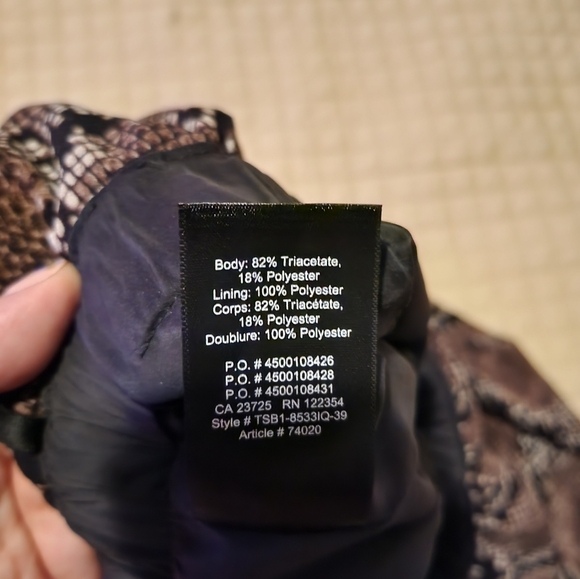 Body: 82% Triacetate,
18% Polyester
Lining: 100% Polyester
Corps: 82% Triacétate,
18% Polyester
Doublure: 100% Polyester
P.O. # 4500108426
P.O. # 4500108428
P.O. # 4500108431
CA 23725 RN 122354
Style # TSB1-8533IQ-39
Article # 74020